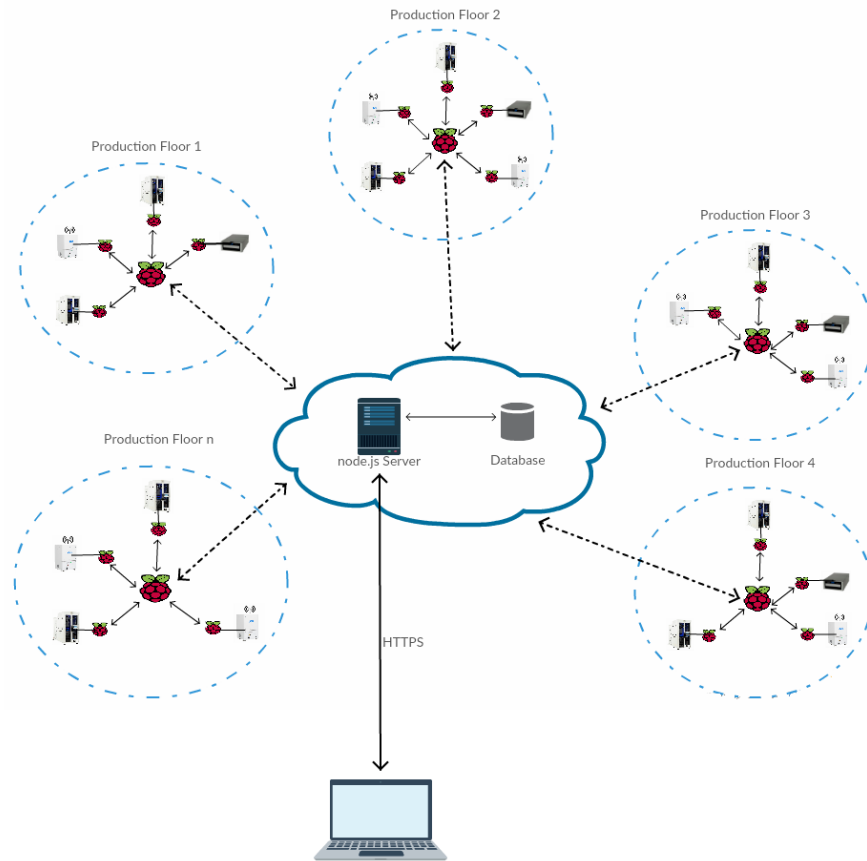 Production Floor 2
Production Floor 1
Production Floor 3
Production Floor n
node.js Server
Database
Production Floor 4
HTTPS